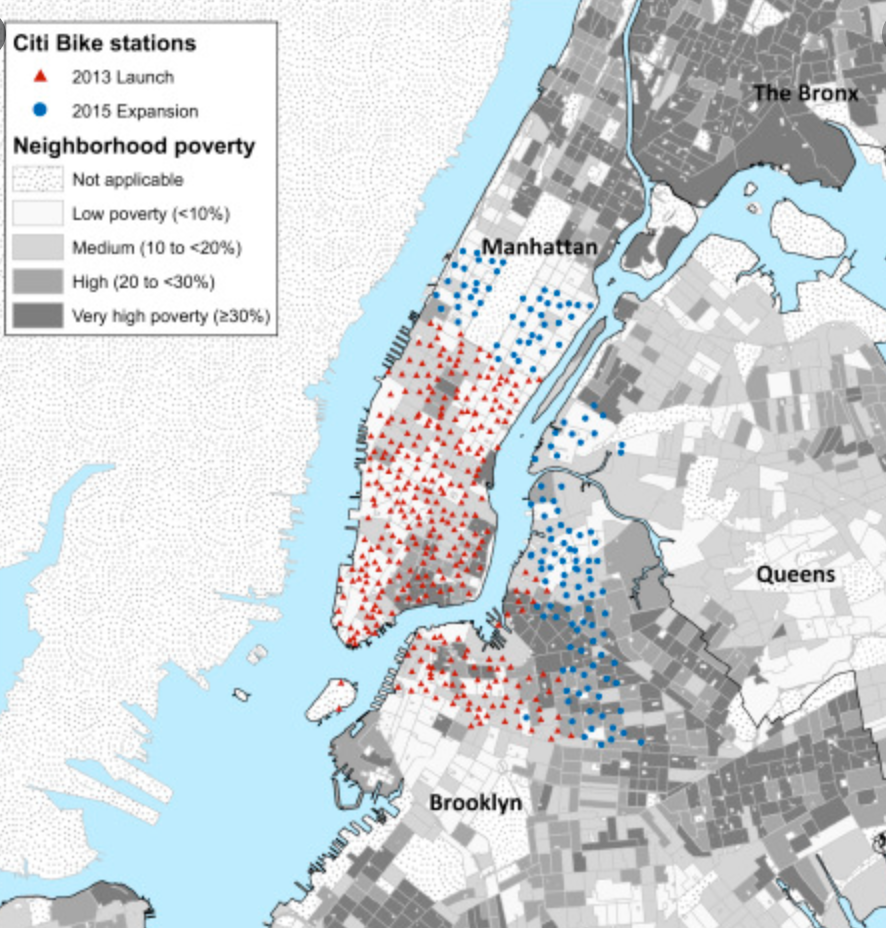 Citi Bike stations
2013 Launch
2015 Expansion
Neighborhood poverty
Not applicable
Low poverty (<10%)
Medium (10 to <20%)
High (20 to <30%)
Very high poverty (≥30%)
The Bronx
Manhattan
Queens
Brooklyn